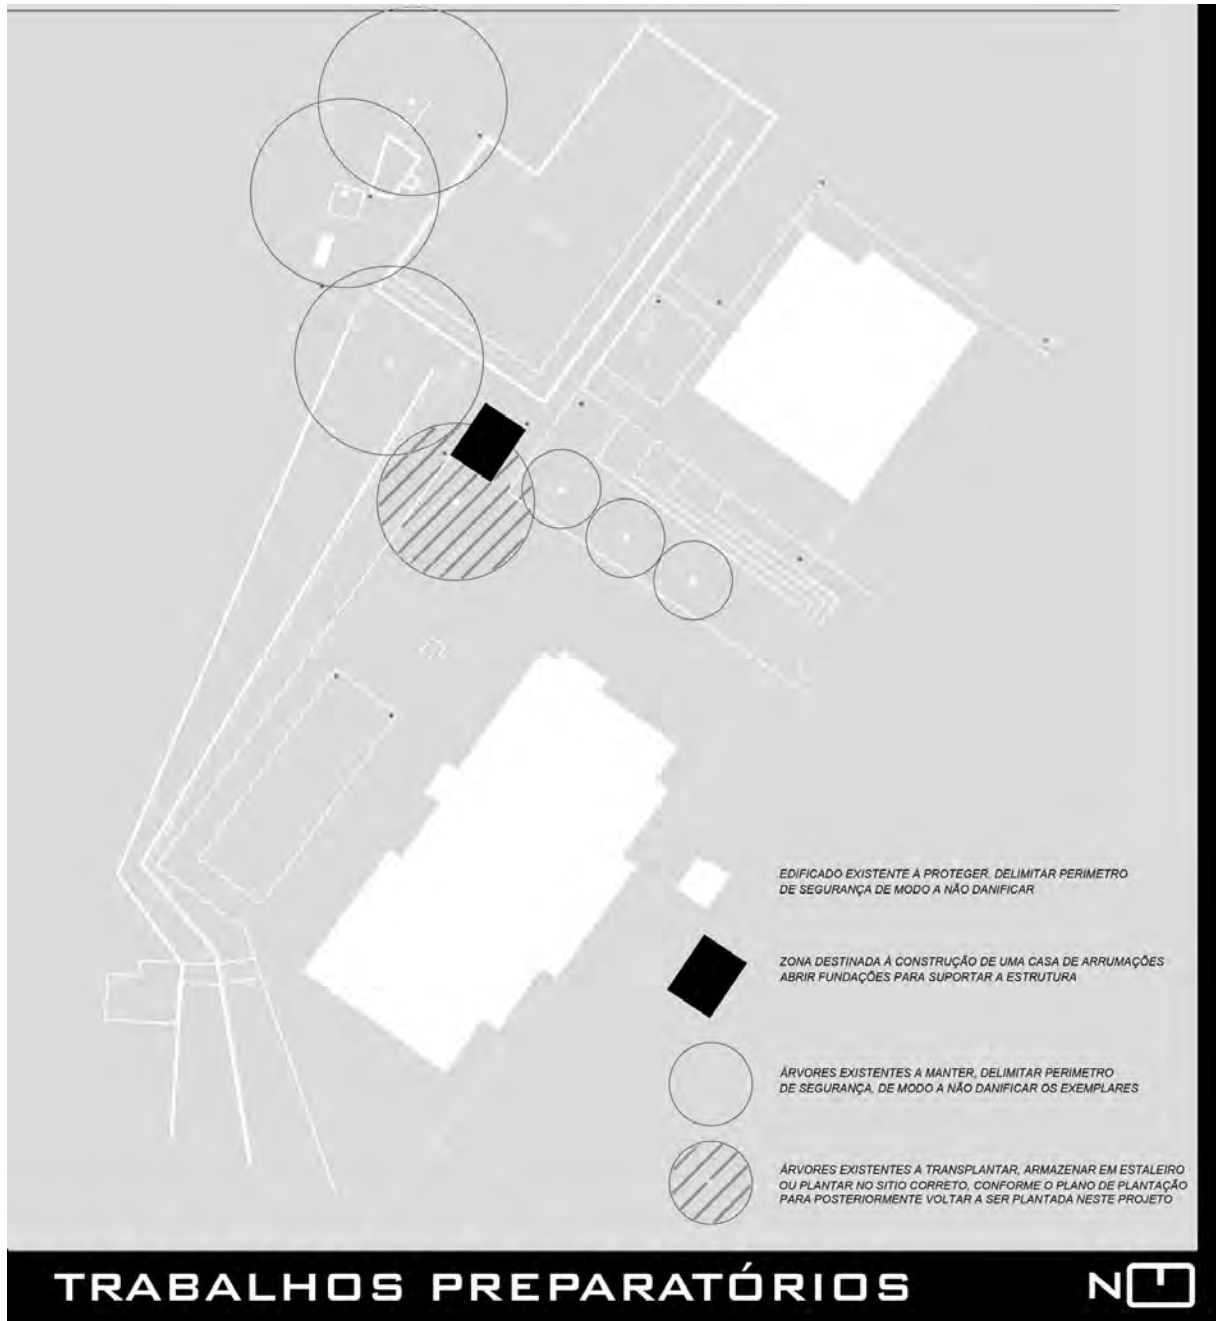 EDIFICADO EXISTENTE A PROTEGER, DELIMITAR PERIMETRO
DE SEGURANÇA DE MODO A NÃO DANIFICAR
ZONA DESTINADA À CONSTRUÇÃO DE UMA CASA DE ARRUMAÇÕES
ABRIR FUNDAÇÕES PARA SUPORTAR A ESTRUTURA
ÁRVORES EXISTENTES A MANTER, DELIMITAR PERIMETRO
DE SEGURANÇA, DE MODO A NÃO DANIFICAR OS EXEMPLARES
ÁRVORES EXISTENTES A TRANSPLANTAR, ARMAZENAR EM ESTALEIRO
OU PLANTAR NO SITIO CORRETO, CONFORME O PLANO DE PLANTAÇÃO
PARA POSTERIORMENTE VOLTAR A SER PLANTADA NESTE PROJETO
TRABALHOS PREPARATÓRIOS N